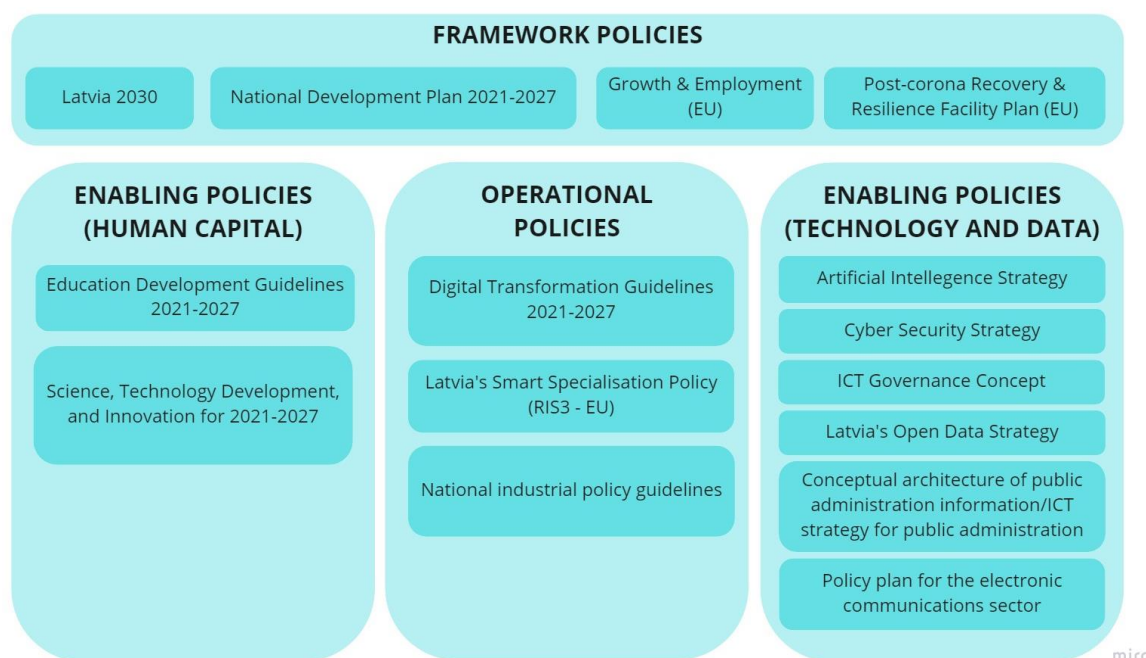 FRAMEWORK POLICIES
Latvia 2030
National Development Plan 2021-2027
Growth & Employment
(EU)
Post-corona Recovery &
Resilience Facility Plan (EU)
ENABLING POLICIES
(HUMAN CAPITAL)
Education Development Guidelines
2021-2027
Science, Technology Development,
and Innovation for 2021-2027
OPERATIONAL
POLICIES
Digital Transformation Guidelines
2021-2027
Latvia's Smart Specialisation Policy
(RIS3 - EU)
National industrial policy guidelines
ENABLING POLICIES
(TECHNOLOGY AND DATA)
Artificial Intellegence Strategy
Cyber Security Strategy
ICT Governance Concept
Latvia's Open Data Strategy
Conceptual architecture of public
administration information/ICT
strategy for public administration
Policy plan for the electronic
communications sector